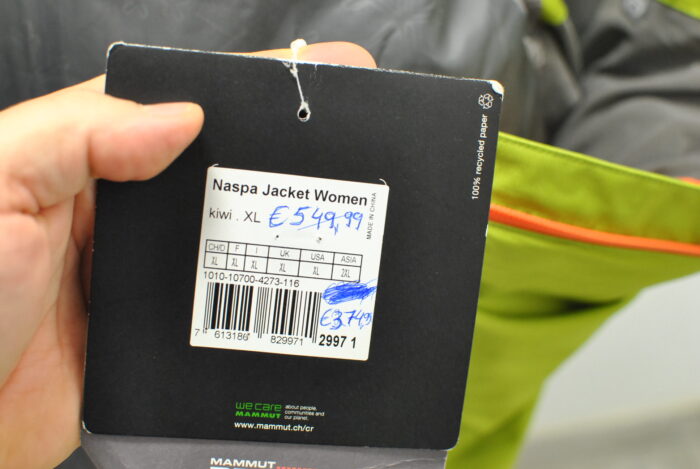 100% recycled paper
Naspa Jacket Women
kiwi . XL €549,99
MADE IN CHINA
CH/D F I UK USA ASIA
XL XL XL XL XL 2XL
1010-10700-4273-116
€374,95
7 613186 829971 2997 1
we care
MAMMUT
about people,
communities and
our planet.
www.mammut.ch/cr
MAMMUT